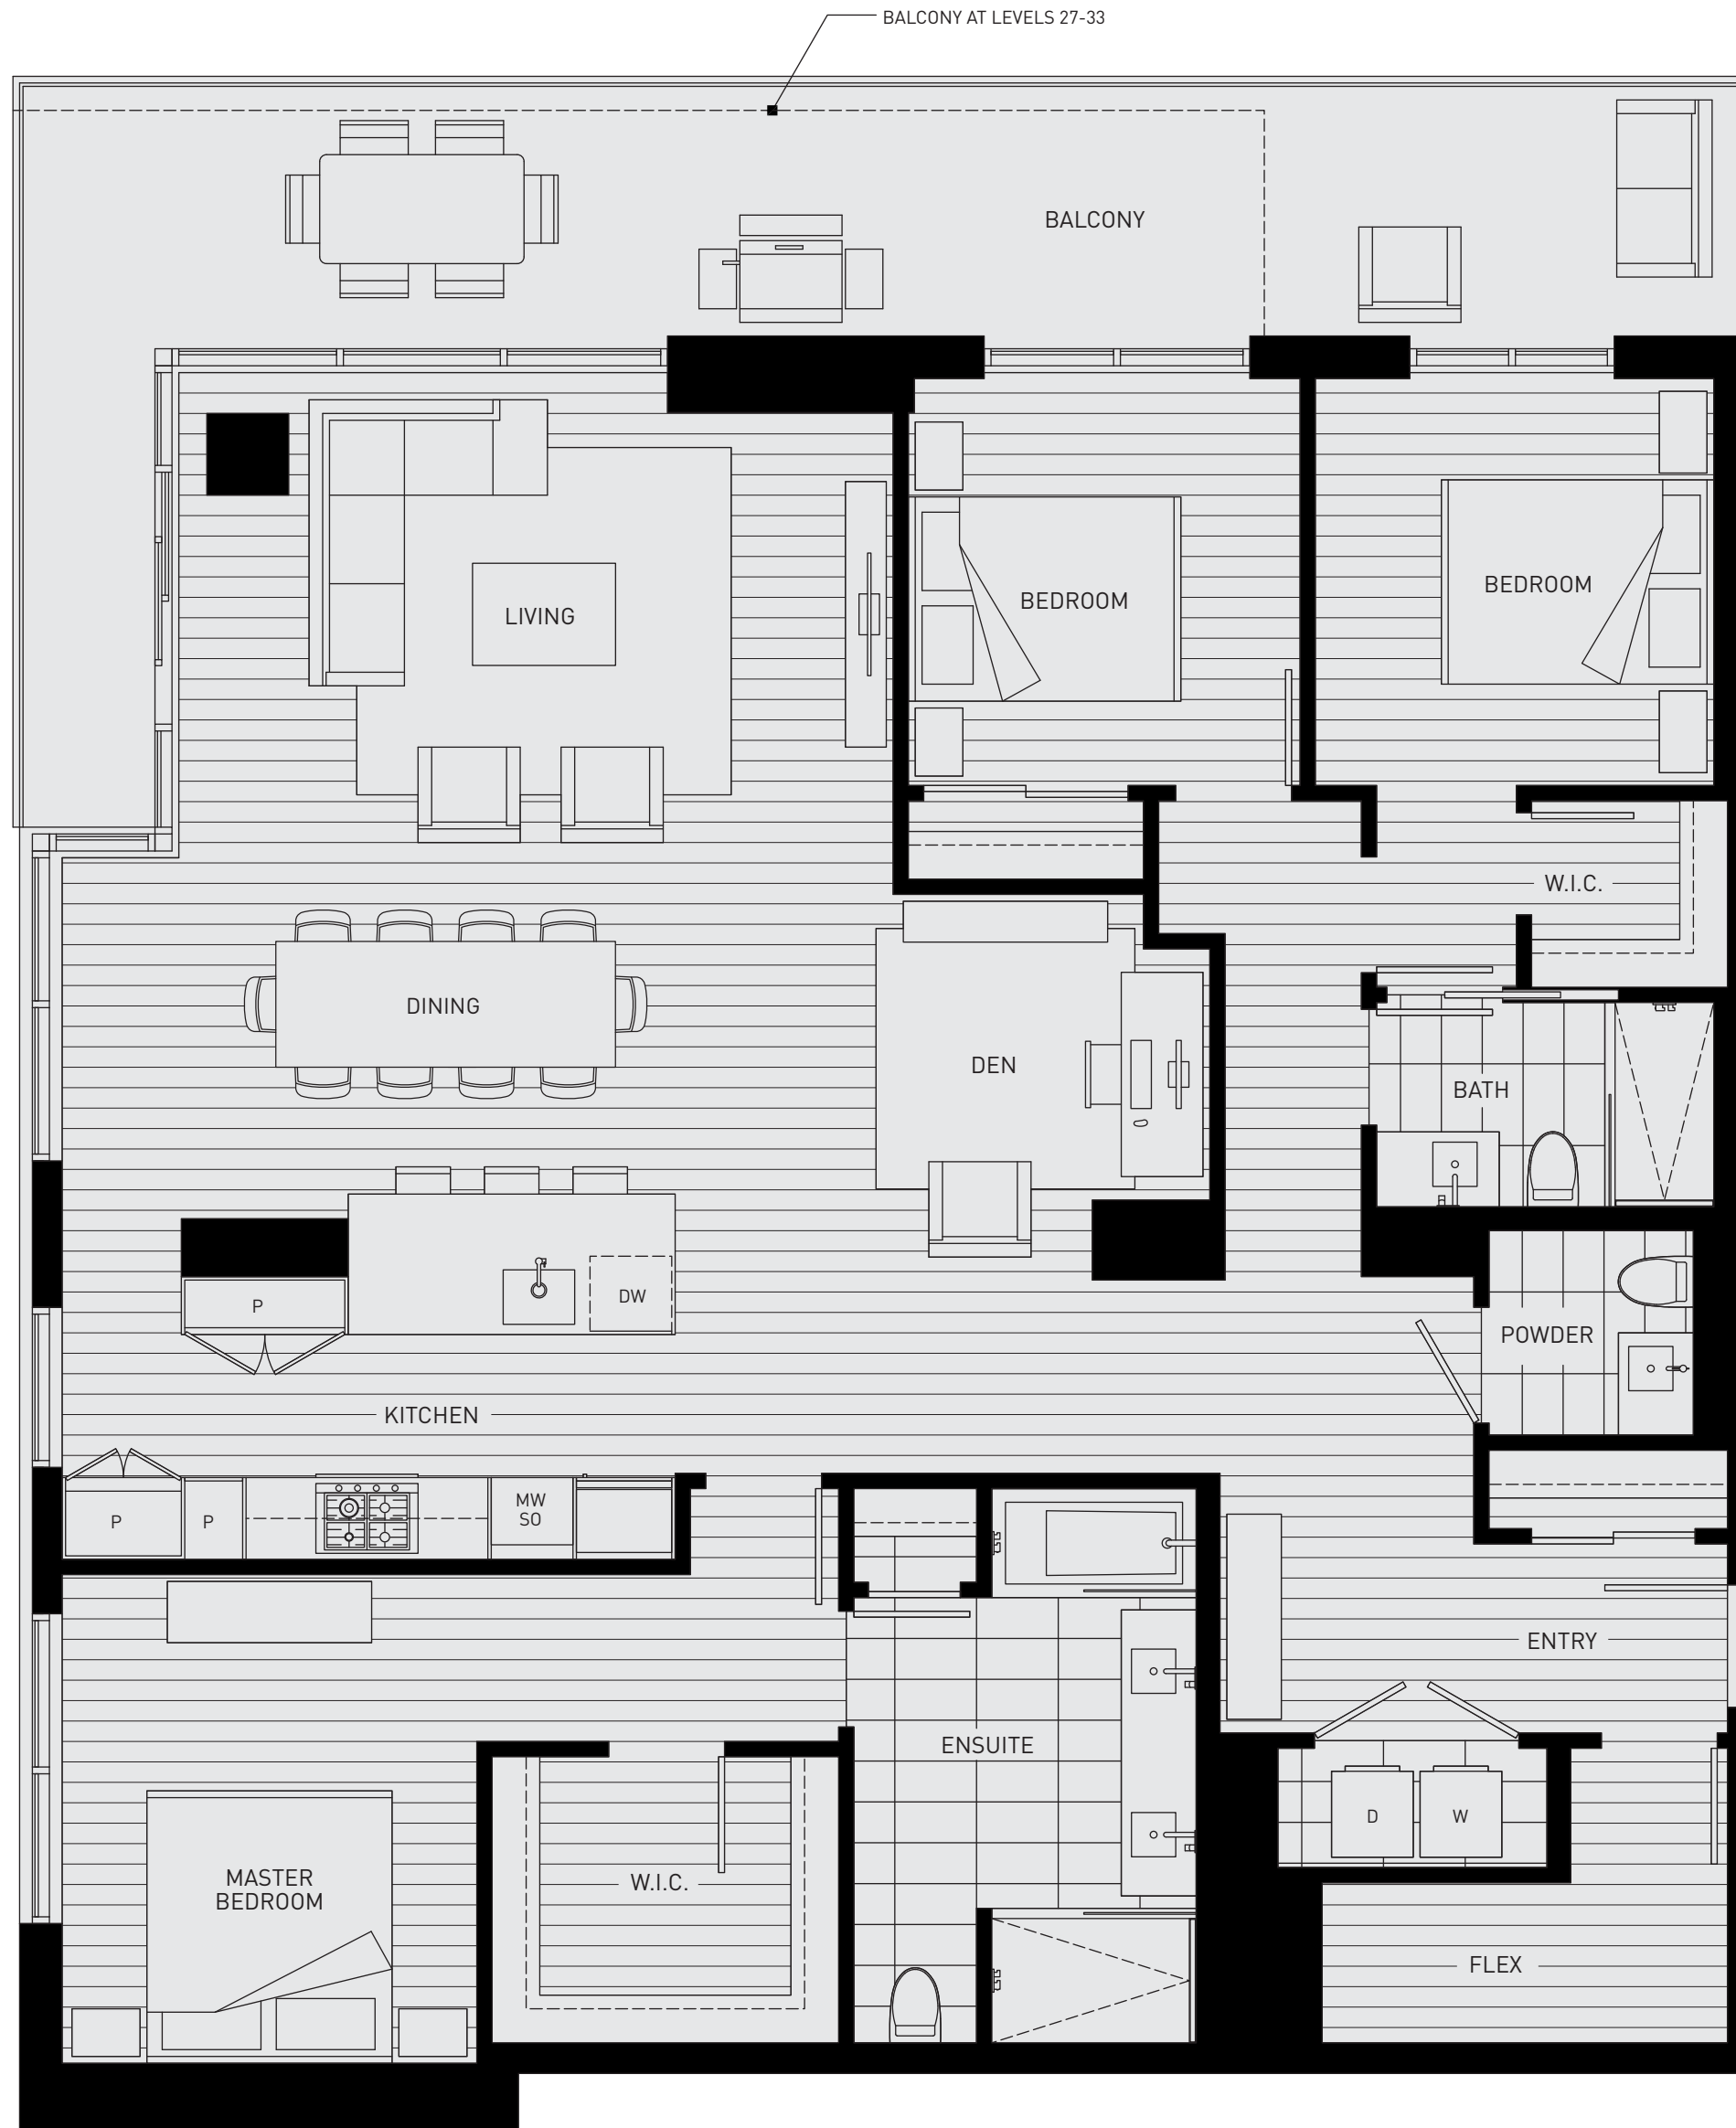 BALCONY AT LEVELS 27-33
BALCONY
BEDROOM
BEDROOM
LIVING
W.I.C.
DINING
DEN
BATH
DW
P
POWDER
KITCHEN
P
P
MW
SO
ENTRY
ENSUITE
D
W
MASTER
BEDROOM
W.I.C.
FLEX